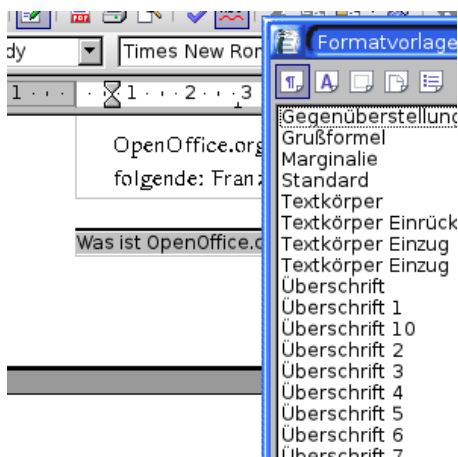 dy
Times New Ror
1 1 2 3
OpenOffice.org
folgende: Fran
Was ist OpenOffice.o
Formatvorlage
Gegenüberstellung
Grußformel
Marginalie
Standard
Textkörper
Textkörper Einrück
Textkörper Einzug
Textkörper Einzug
Überschrift
Überschrift 1
Überschrift 10
Überschrift 2
Überschrift 3
Überschrift 4
Überschrift 5
Überschrift 6
Überschrift 7